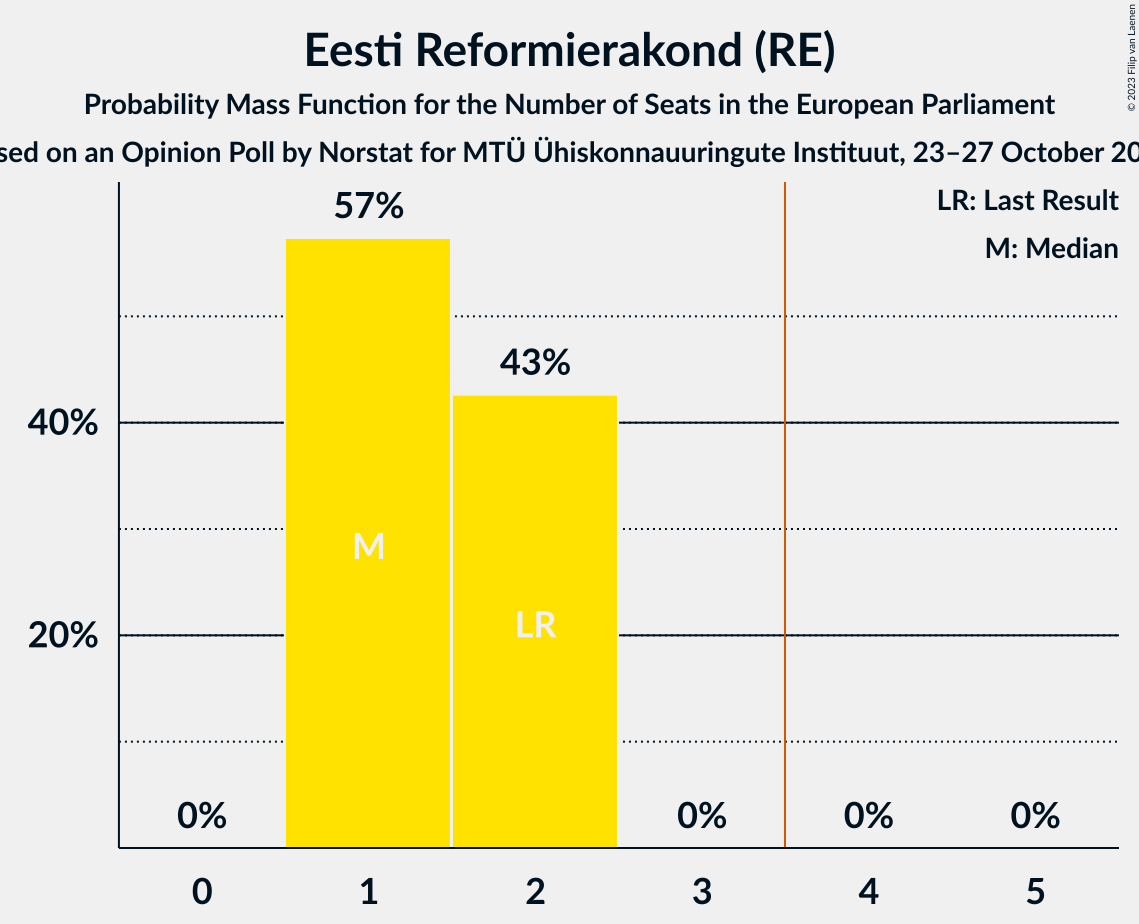 Eesti Reformierakond (RE)
Probability Mass Function for the Number of Seats in the European Parliament
sed on an Opinion Poll by Norstat for MTÜ Ühiskonnauuringute Instituut, 23–27 October 20
© 2023 Filip van Laenen
LR: Last Result
M: Median
57%
43%
40%
20%
M
LR
0% 0% 0% 0%
0 1 2 3 4 5